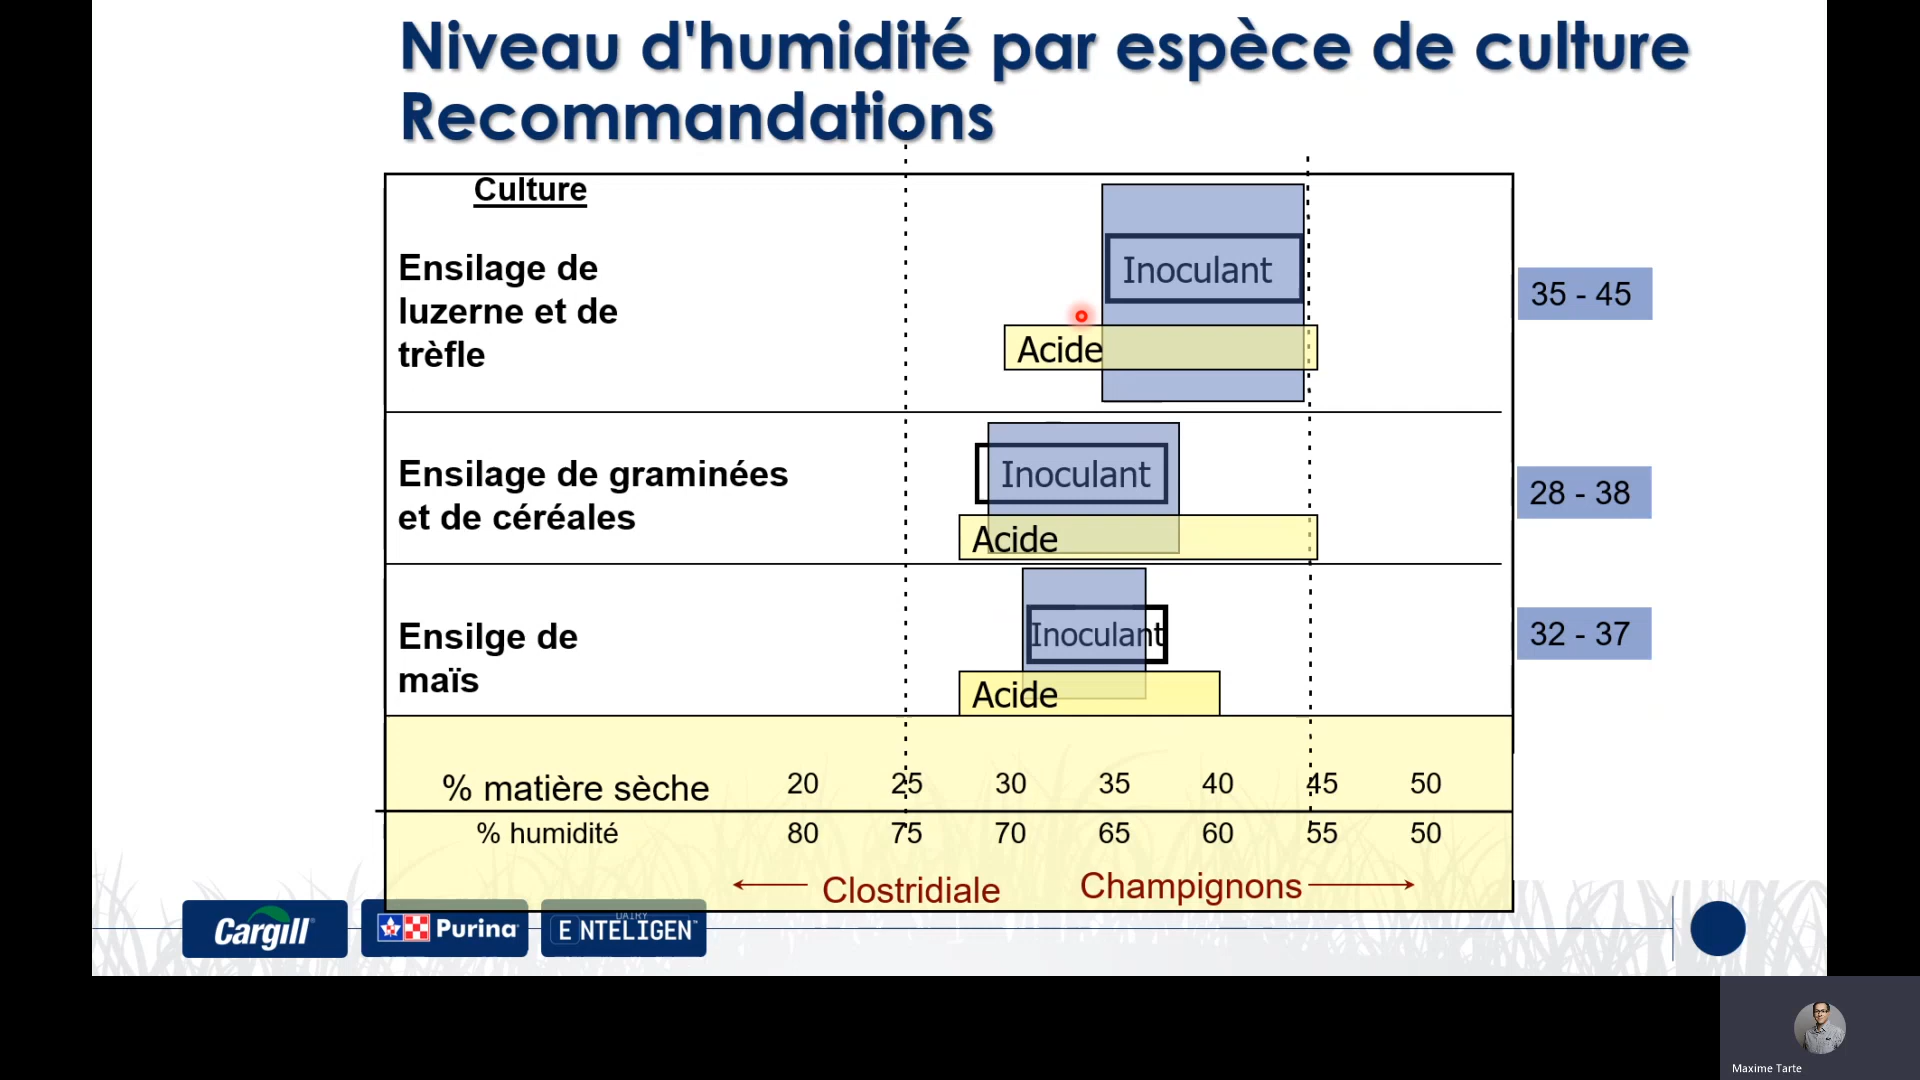 Niveau d'humidité par espèce de culture
Recommandations
Culture
Ensilage de
luzerne et de
trèfle
Inoculant
Acide
35 - 45
Ensilage de graminées
et de céréales
Inoculant
Acide
28 - 38
Ensilge de
maïs
Inoculant
Acide
32 - 37
% matière sèche 20 25 30 35 40 45 50
% humidité 80 75 70 65 60 55 50
Clostridiale Champignons
Cargill
Purina
DAIRY
ENTELIGEN™
Maxime Tarte